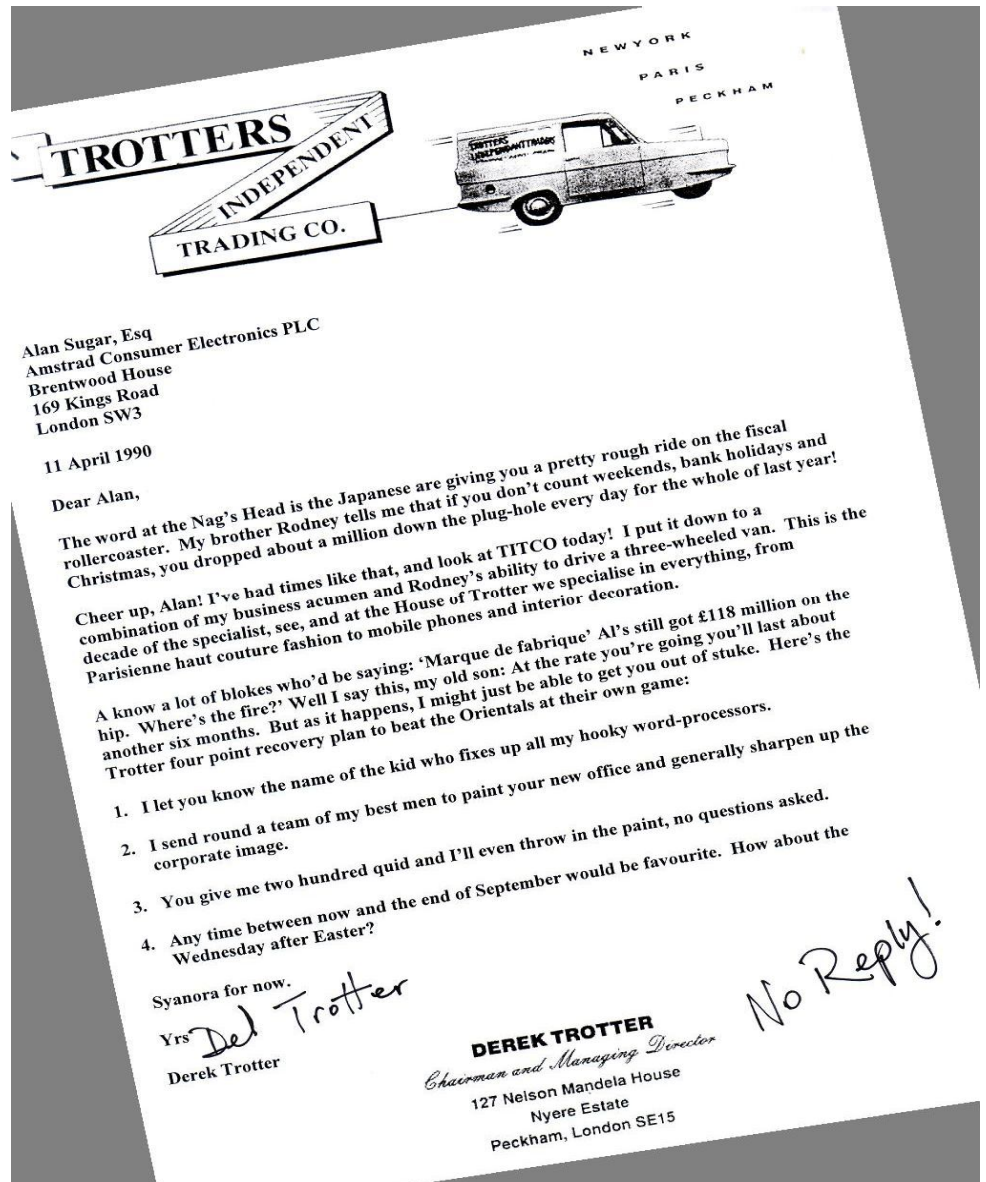 NEWYORK
PARIS
PECKHAM
TROTTERS
INDEPENDENT
TRADING CO.
TROTTERS
INDEPENDANT TRADERS
Alan Sugar, Esq
Amstrad Consumer Electronics PLC
Brentwood House
169 Kings Road
London SW3
11 April 1990
Dear Alan,
The word at the Nag's Head is the Japanese are giving you a pretty rough ride on the fiscal
rollercoaster. My brother Rodney tells me that if you don't count weekends, bank holidays and
Christmas, you dropped about a million down the plug-hole every day for the whole of last year!
Cheer up, Alan! I've had times like that, and look at TITCO today! I put it down to a
combination of my business acumen and Rodney's ability to drive a three-wheeled van. This is the
decade of the specialist, see, and at the House of Trotter we specialise in everything, from
Parisienne haut couture fashion to mobile phones and interior decoration.
A know a lot of blokes who'd be saying: 'Marque de fabrique' Al's still got £118 million on the
hip. Where's the fire?' Well I say this, my old son: At the rate you're going you'll last about
another six months. But as it happens, I might just be able to get you out of stuke. Here's the
Trotter four point recovery plan to beat the Orientals at their own game:
1. I let you know the name of the kid who fixes up all my hooky word-processors.
2. I send round a team of my best men to paint your new office and generally sharpen up the
corporate image.
3. You give me two hundred quid and I'll even throw in the paint, no questions asked.
4. Any time between now and the end of September would be favourite. How about the
Wednesday after Easter?
Syanora for now.
Yrs Del Trotter
Derek Trotter
No Reply!
DEREK TROTTER
Chairman and Managing Director
127 Nelson Mandela House
Nyere Estate
Peckham, London SE15